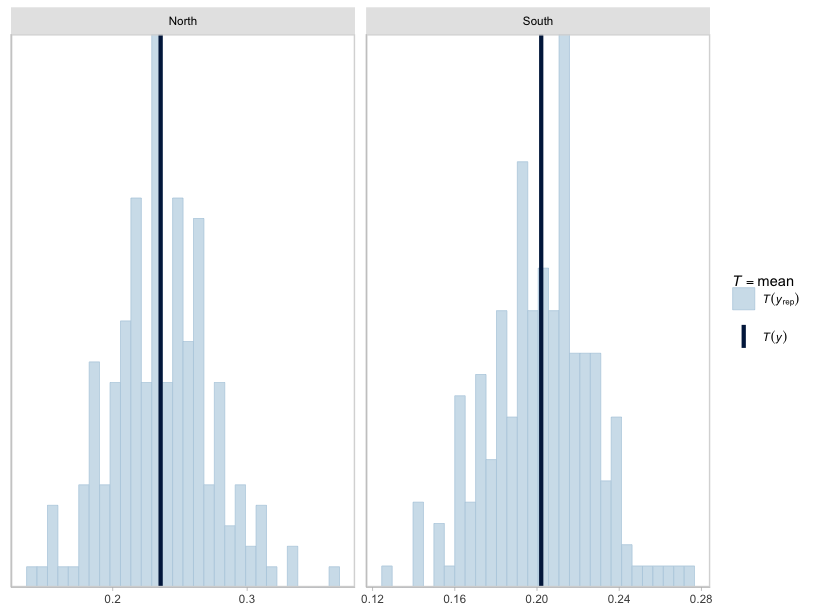 North
South
T = mean
T(yrep)
T(y)
0.2 0.3
0.12 0.16 0.20 0.24 0.28